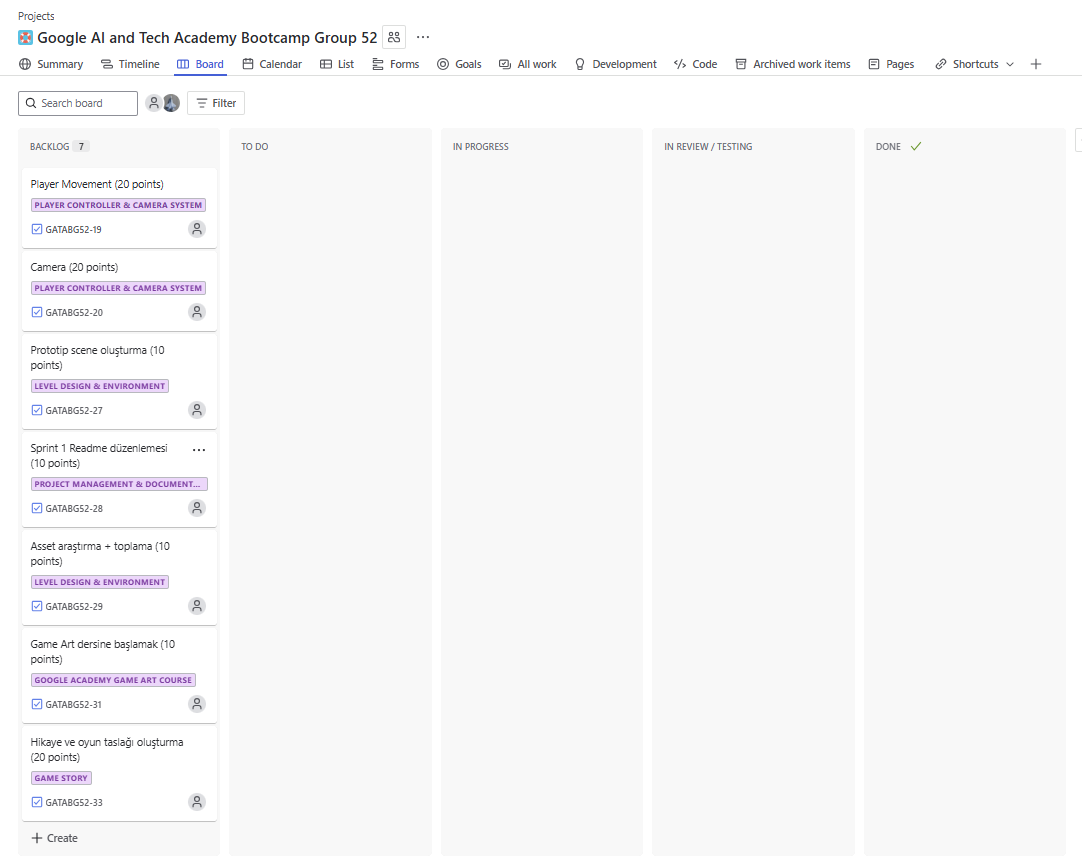 Projects
Google AI and Tech Academy Bootcamp Group 52
Summary Timeline Board Calendar List Forms Goals All work Development Code Archived work items Pages Shortcuts
Search board Filter
BACKLOG 7
Player Movement (20 points)
PLAYER CONTROLLER & CAMERA SYSTEM
GATABG52-19
Camera (20 points)
PLAYER CONTROLLER & CAMERA SYSTEM
GATABG52-20
Prototip scene oluşturma (10
points)
LEVEL DESIGN & ENVIRONMENT
GATABG52-27
Sprint 1 Readme düzenlemesi
(10 points)
PROJECT MANAGEMENT & DOCUMENT...
GATABG52-28
Asset araştırma + toplama (10
points)
LEVEL DESIGN & ENVIRONMENT
GATABG52-29
Game Art dersine başlamak (10
points)
GOOGLE ACADEMY GAME ART COURSE
GATABG52-31
Hikaye ve oyun taslağı oluşturma
(20 points)
GAME STORY
GATABG52-33
Create
TO DO
IN PROGRESS
IN REVIEW / TESTING
DONE